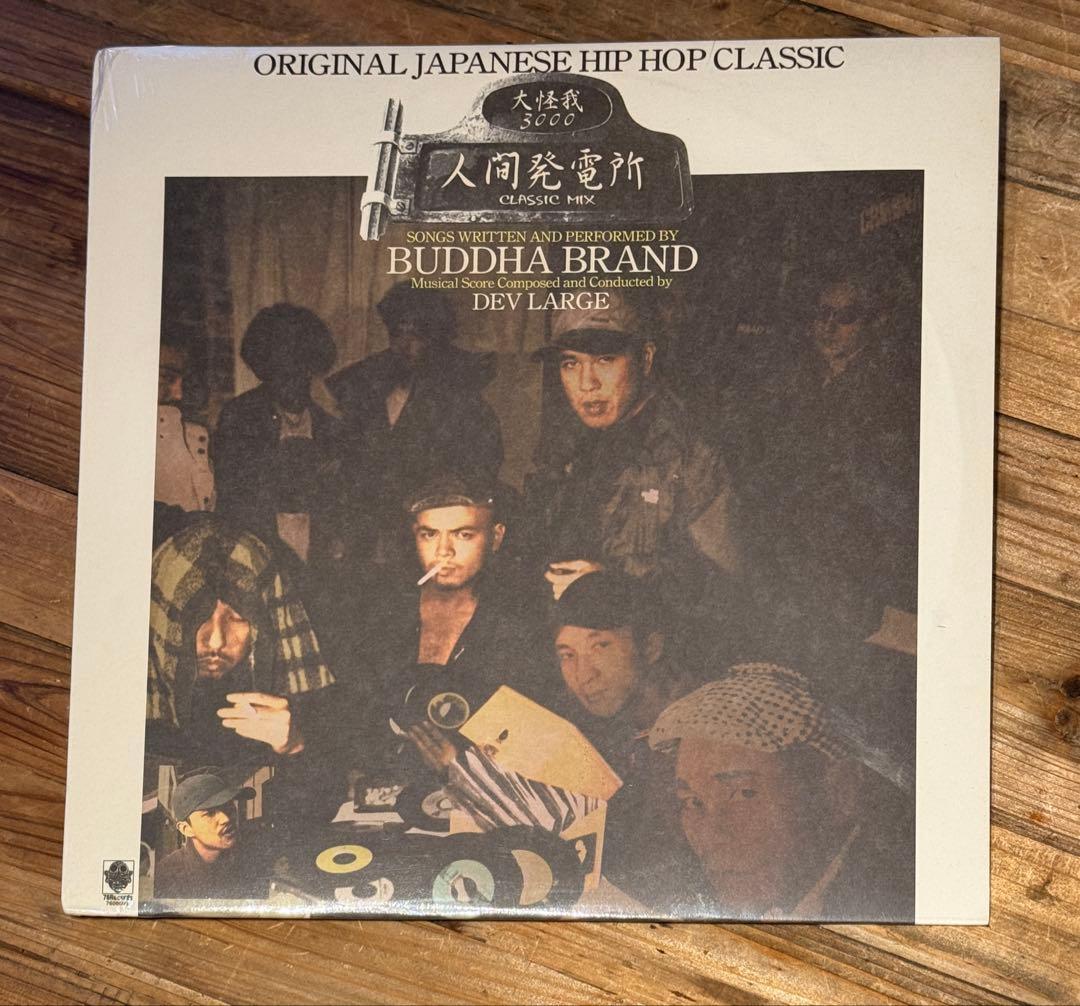 ORIGINAL JAPANESE HIP HOP CLASSIC
大怪我
3000
人間発電所
CLASSIC MIX
SONGS WRITTEN AND PERFORMED BY
BUDDHA BRAND
Musical Score Composed and Conducted by
DEV LARGE